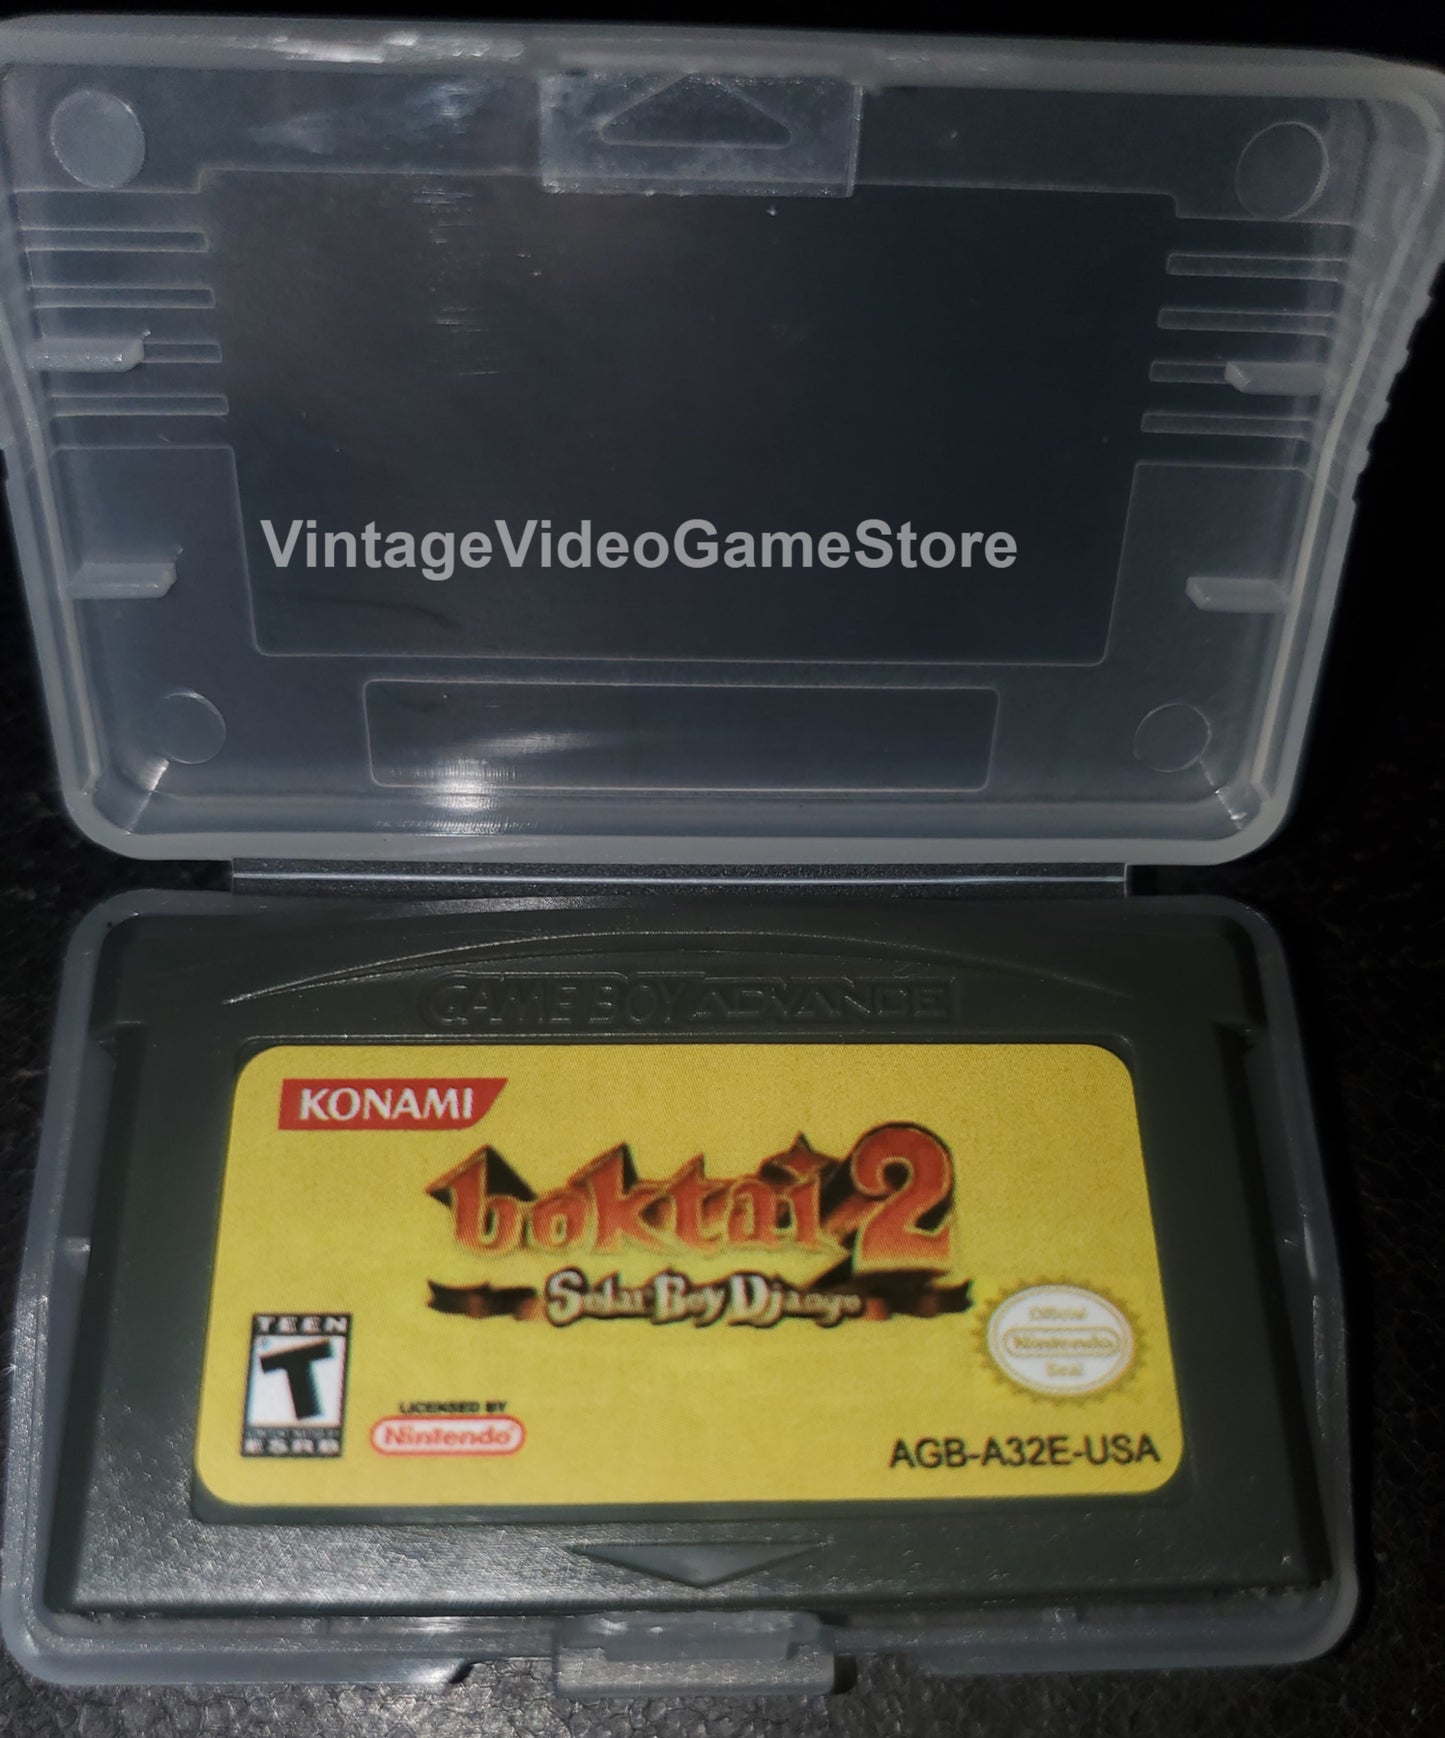 VintageVideoGameStore
GAME BOY ADVANCE
KONAMI
boktai 2
Solar Boy Django
TEEN
T
ESRB
LICENSED BY
Nintendo
Official
Nintendo
Seal
AGB-A32E-USA